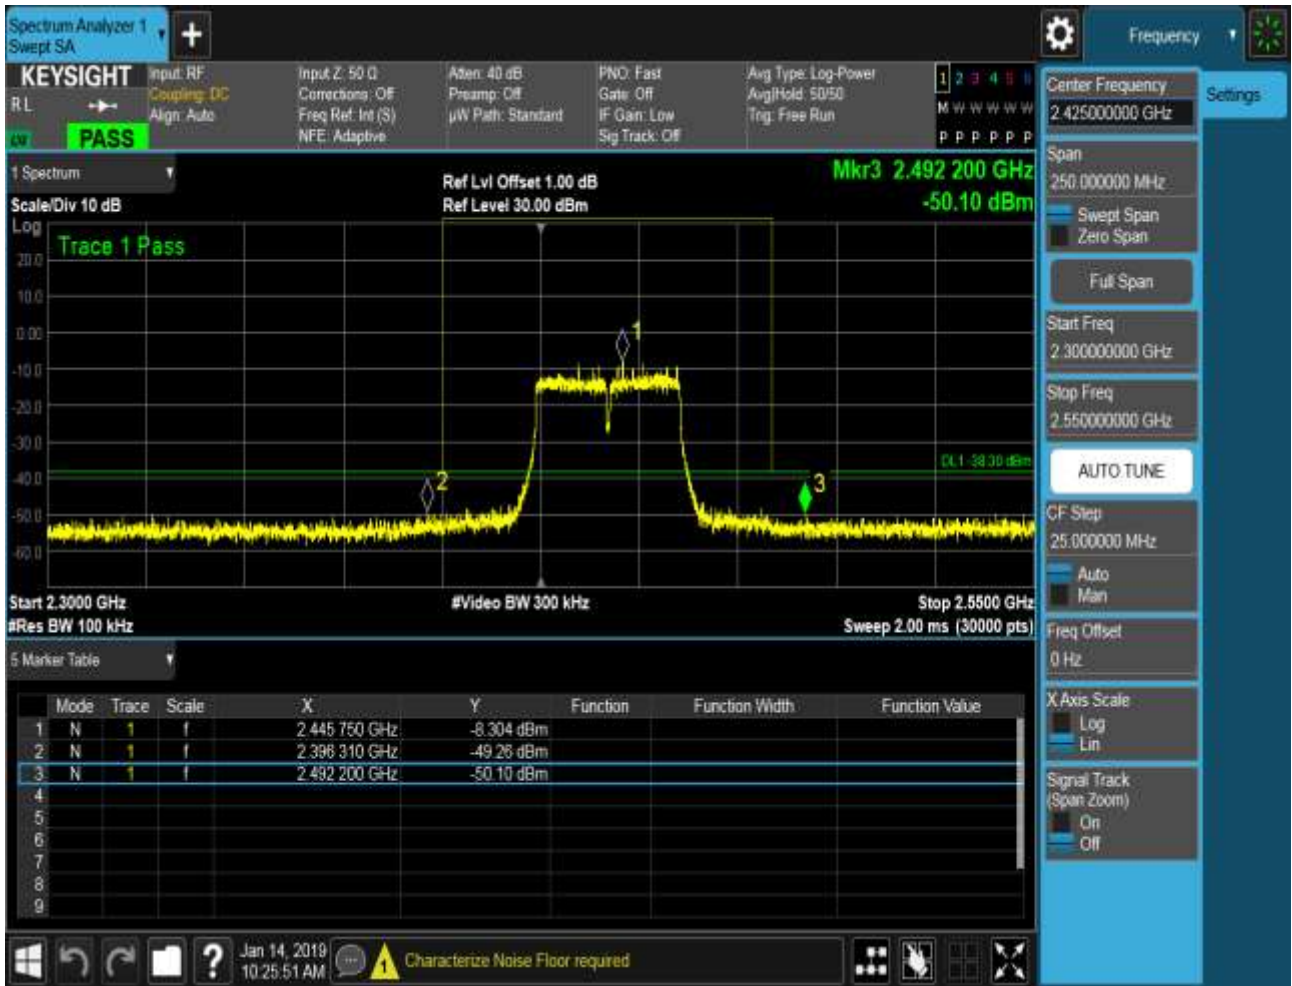 Spectrum Analyzer 1
Swept SA
+
Frequency
KEYSIGHT
RL
PASS
Input: RF
Coupling: DC
Align: Auto
Input Z: 50 Ω
Corrections: Off
Freq Ref: Int (S)
NFE: Adaptive
Atten: 40 dB
Preamp: Off
µW Path: Standard
PNO: Fast
Gate: Off
IF Gain: Low
Sig Track: Off
Avg Type: Log-Power
Avg|Hold: 50/50
Trig: Free Run
1 2 3 4 5 6
M W W W W W
P P P P P P
1 Spectrum
Scale/Div 10 dB
Ref Lvl Offset 1.00 dB
Ref Level 30.00 dBm
Mkr3 2.492 200 GHz
-50.10 dBm
Log
Trace 1 Pass
20.0
10.0
0.00
-10.0
-20.0
-30.0
-40.0
-50.0
-60.0
1
2
3
DL1 -38.30 dBm
Start 2.3000 GHz
#Res BW 100 kHz
#Video BW 300 kHz
Stop 2.5500 GHz
Sweep 2.00 ms (30000 pts)
5 Marker Table
Mode Trace Scale X Y Function Function Width Function Value
1 N 1 f 2.445 750 GHz -8.304 dBm
2 N 1 f 2.396 310 GHz -49.26 dBm
3 N 1 f 2.492 200 GHz -50.10 dBm
4
5
6
7
8
9
Center Frequency
2.425000000 GHz
Settings
Span
250.000000 MHz
Swept Span
Zero Span
Full Span
Start Freq
2.300000000 GHz
Stop Freq
2.550000000 GHz
AUTO TUNE
CF Step
25.000000 MHz
Auto
Man
Freq Offset
0 Hz
X Axis Scale
Log
Lin
Signal Track
(Span Zoom)
On
Off
?
Jan 14, 2019
10:25:51 AM
1
Characterize Noise Floor required